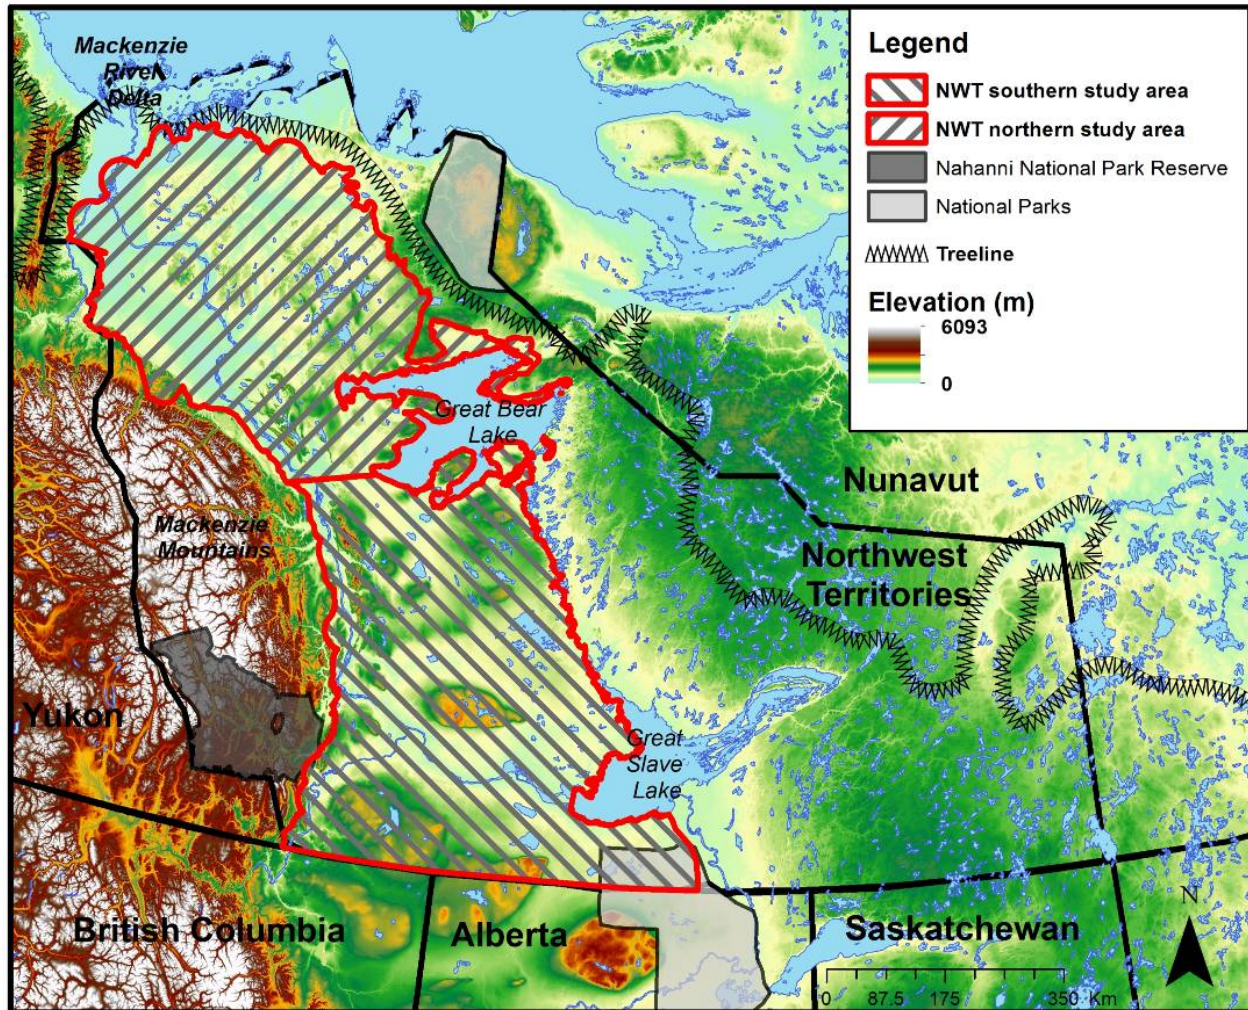 Mackenzie
River
Delta
Legend
NWT southern study area
NWT northern study area
Nahanni National Park Reserve
National Parks
Treeline
Elevation (m)
6093
0
Great Bear
Lake
Nunavut
Mackenzie
Mountains
Northwest
Territories
Yukon
Great
Slave
Lake
British Columbia
Alberta
Saskatchewan
N
0 87.5 175 350 Km